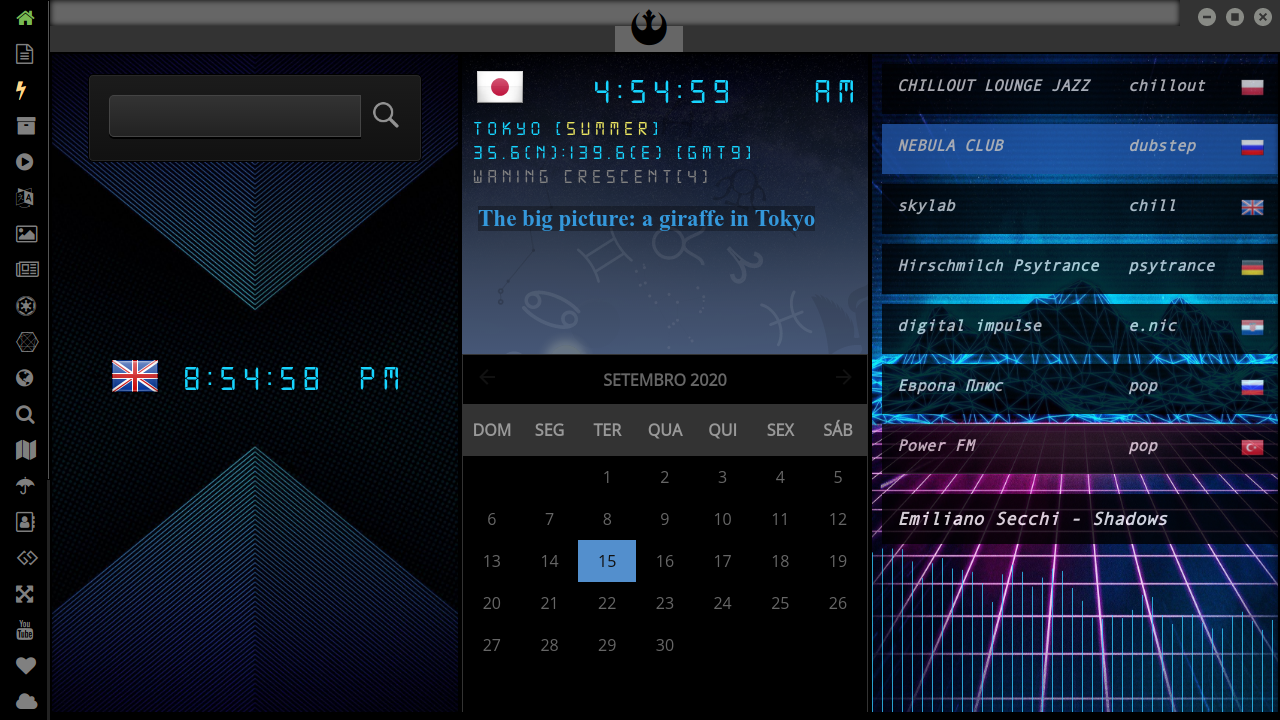 8:54:58 PM
4:54:59 AM
TOKYO [SUMMER]
35.6(N):139.6(E) [GMT9]
WANING CRESCENT(4)
The big picture: a giraffe in Tokyo
SETEMBRO 2020
DOM SEG TER QUA QUI SEX SÁB
1 2 3 4 5
6 7 8 9 10 11 12
13 14 15 16 17 18 19
20 21 22 23 24 25 26
27 28 29 30
CHILLOUT LOUNGE JAZZ chillout
NEBULA CLUB dubstep
skylab chill
Hirschmilch Psytrance psytrance
digital impulse e.nic
Европа Плюс pop
Power FM pop
Emiliano Secchi - Shadows
You Tube